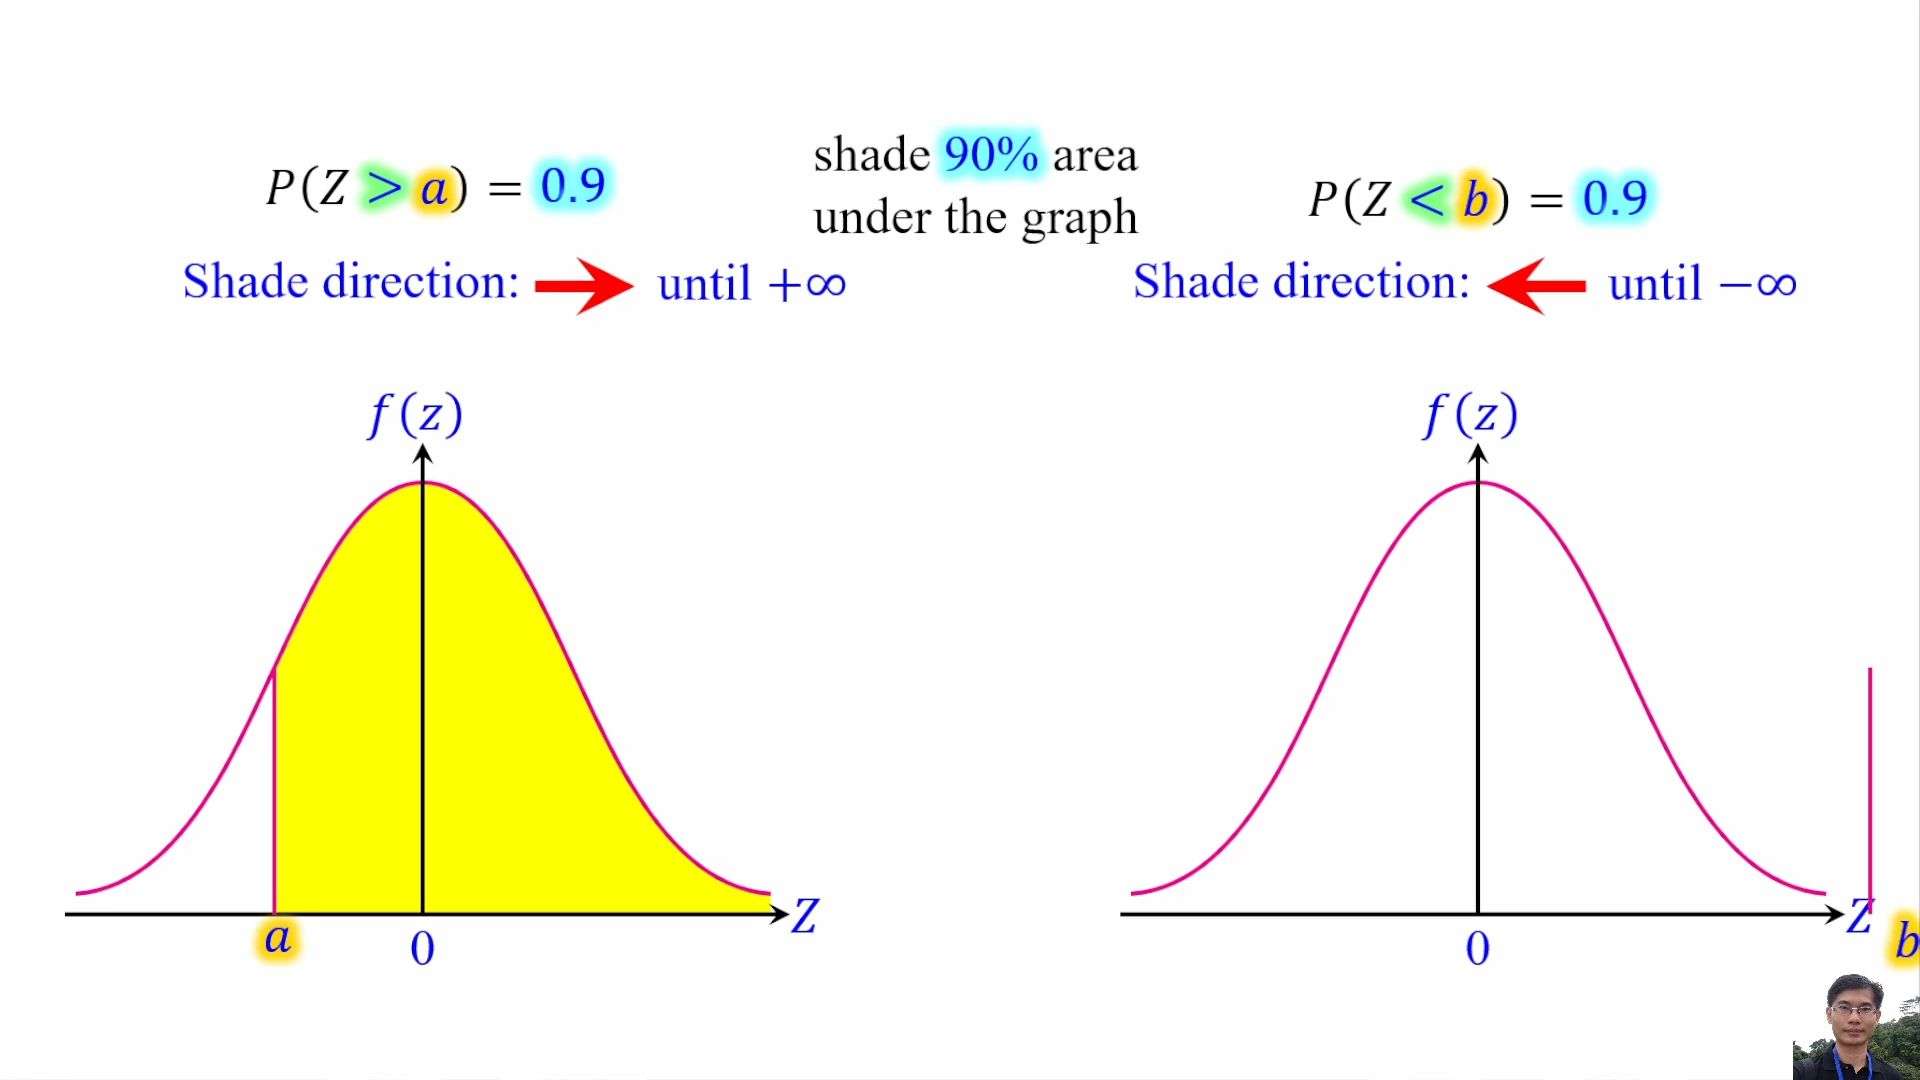 P(Z > a) = 0.9
Shade direction: until +∞
shade 90% area
under the graph
P(Z < b) = 0.9
Shade direction: until −∞
f(z)
Z
a
0
f(z)
Z
0
b